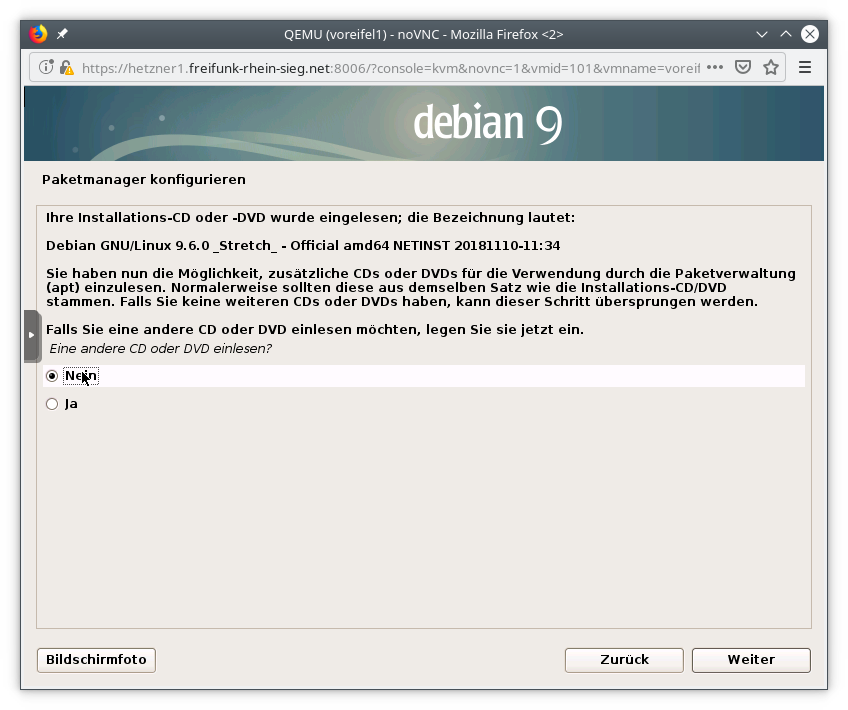 QEMU (voreifel1) - noVNC - Mozilla Firefox <2>
https://hetzner1.freifunk-rhein-sieg.net:8006/?console=kvm&novnc=1&vmid=101&vmname=voreif
debian 9
Paketmanager konfigurieren
Ihre Installations-CD oder -DVD wurde eingelesen; die Bezeichnung lautet:
Debian GNU/Linux 9.6.0 _Stretch_ - Official amd64 NETINST 20181110-11:34
Sie haben nun die Möglichkeit, zusätzliche CDs oder DVDs für die Verwendung durch die Paketverwaltung
(apt) einzulesen. Normalerweise sollten diese aus demselben Satz wie die Installations-CD/DVD
stammen. Falls Sie keine weiteren CDs oder DVDs haben, kann dieser Schritt übersprungen werden.
Falls Sie eine andere CD oder DVD einlesen möchten, legen Sie sie jetzt ein.
Eine andere CD oder DVD einlesen?
Nein
Ja
Bildschirmfoto
Zurück
Weiter